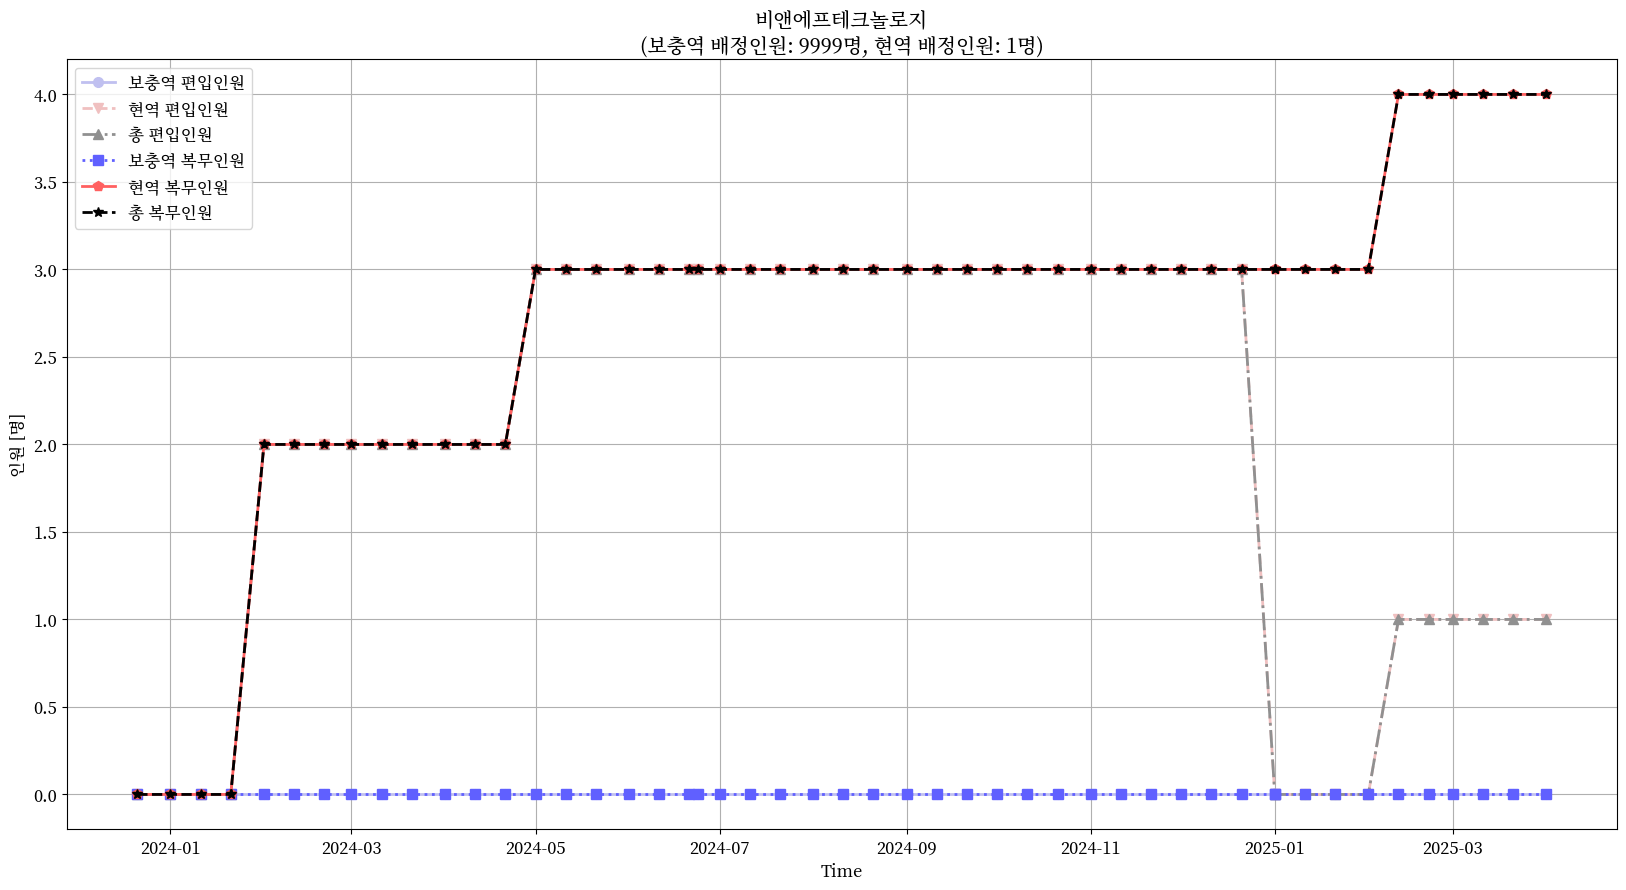 비앤에프테크놀로지
(보충역 배정인원: 9999명, 현역 배정인원: 1명)
보충역 편입인원
현역 편입인원
총 편입인원
보충역 복무인원
현역 복무인원
총 복무인원
4.0
3.5
3.0
2.5
2.0
1.5
1.0
0.5
0.0
인원 [명]
2024-01
2024-03
2024-05
2024-07
2024-09
2024-11
2025-01
2025-03
Time